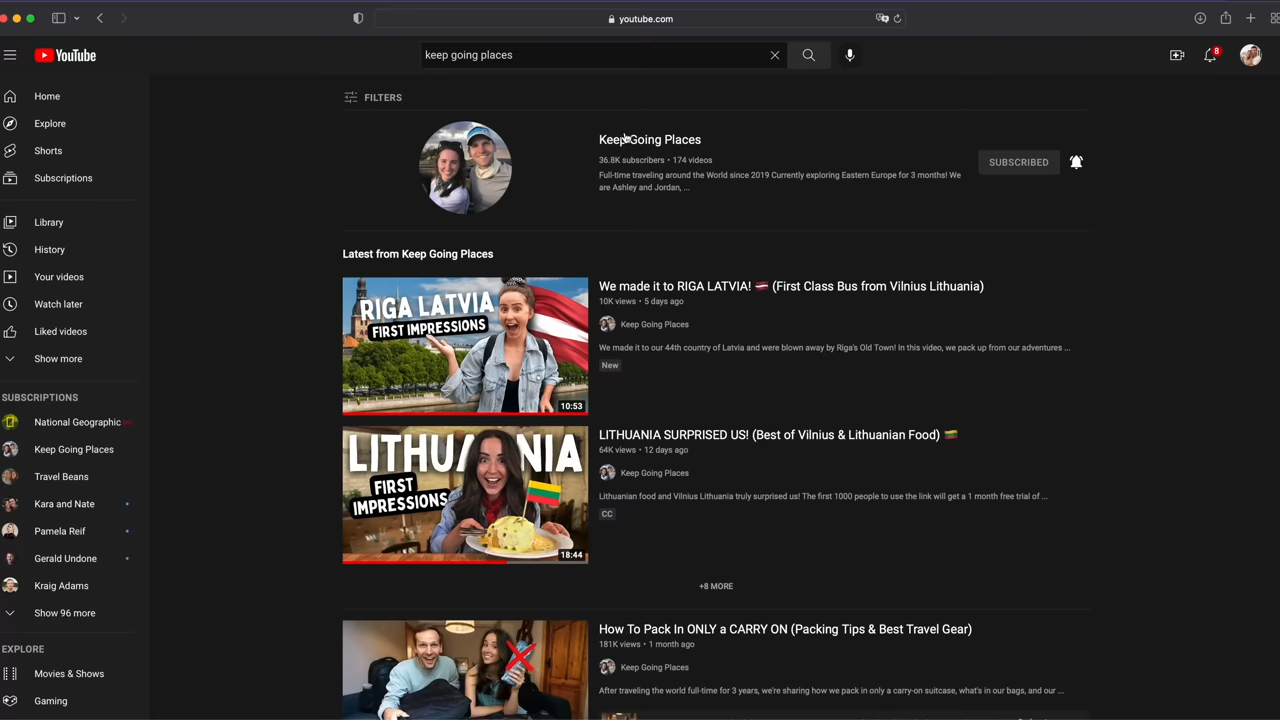 youtube.com
YouTube
keep going places
8
Home
Explore
Shorts
Subscriptions
Library
History
Your videos
Watch later
Liked videos
Show more
SUBSCRIPTIONS
National Geographic
Keep Going Places
Travel Beans
Kara and Nate
Pamela Reif
Gerald Undone
Kraig Adams
Show 96 more
EXPLORE
Movies & Shows
Gaming
FILTERS
Keep Going Places
36.8K subscribers • 174 videos
Full-time traveling around the World since 2019 Currently exploring Eastern Europe for 3 months! We
are Ashley and Jordan, ...
SUBSCRIBED
Latest from Keep Going Places
RIGA LATVIA
FIRST IMPRESSIONS
10:53
We made it to RIGA LATVIA! 🇱🇻 (First Class Bus from Vilnius Lithuania)
10K views • 5 days ago
Keep Going Places
We made it to our 44th country of Latvia and were blown away by Riga's Old Town! In this video, we pack up from our adventures ...
New
LITHUANIA
FIRST
IMPRESSIONS
18:44
LITHUANIA SURPRISED US! (Best of Vilnius & Lithuanian Food) 🇱🇹
64K views • 12 days ago
Keep Going Places
Lithuanian food and Vilnius Lithuania truly surprised us! The first 1000 people to use the link will get a 1 month free trial of ...
CC
+8 MORE
How To Pack In ONLY a CARRY ON (Packing Tips & Best Travel Gear)
181K views • 1 month ago
Keep Going Places
After traveling the world full-time for 3 years, we're sharing how we pack in only a carry-on suitcase, what's in our bags, and our ...